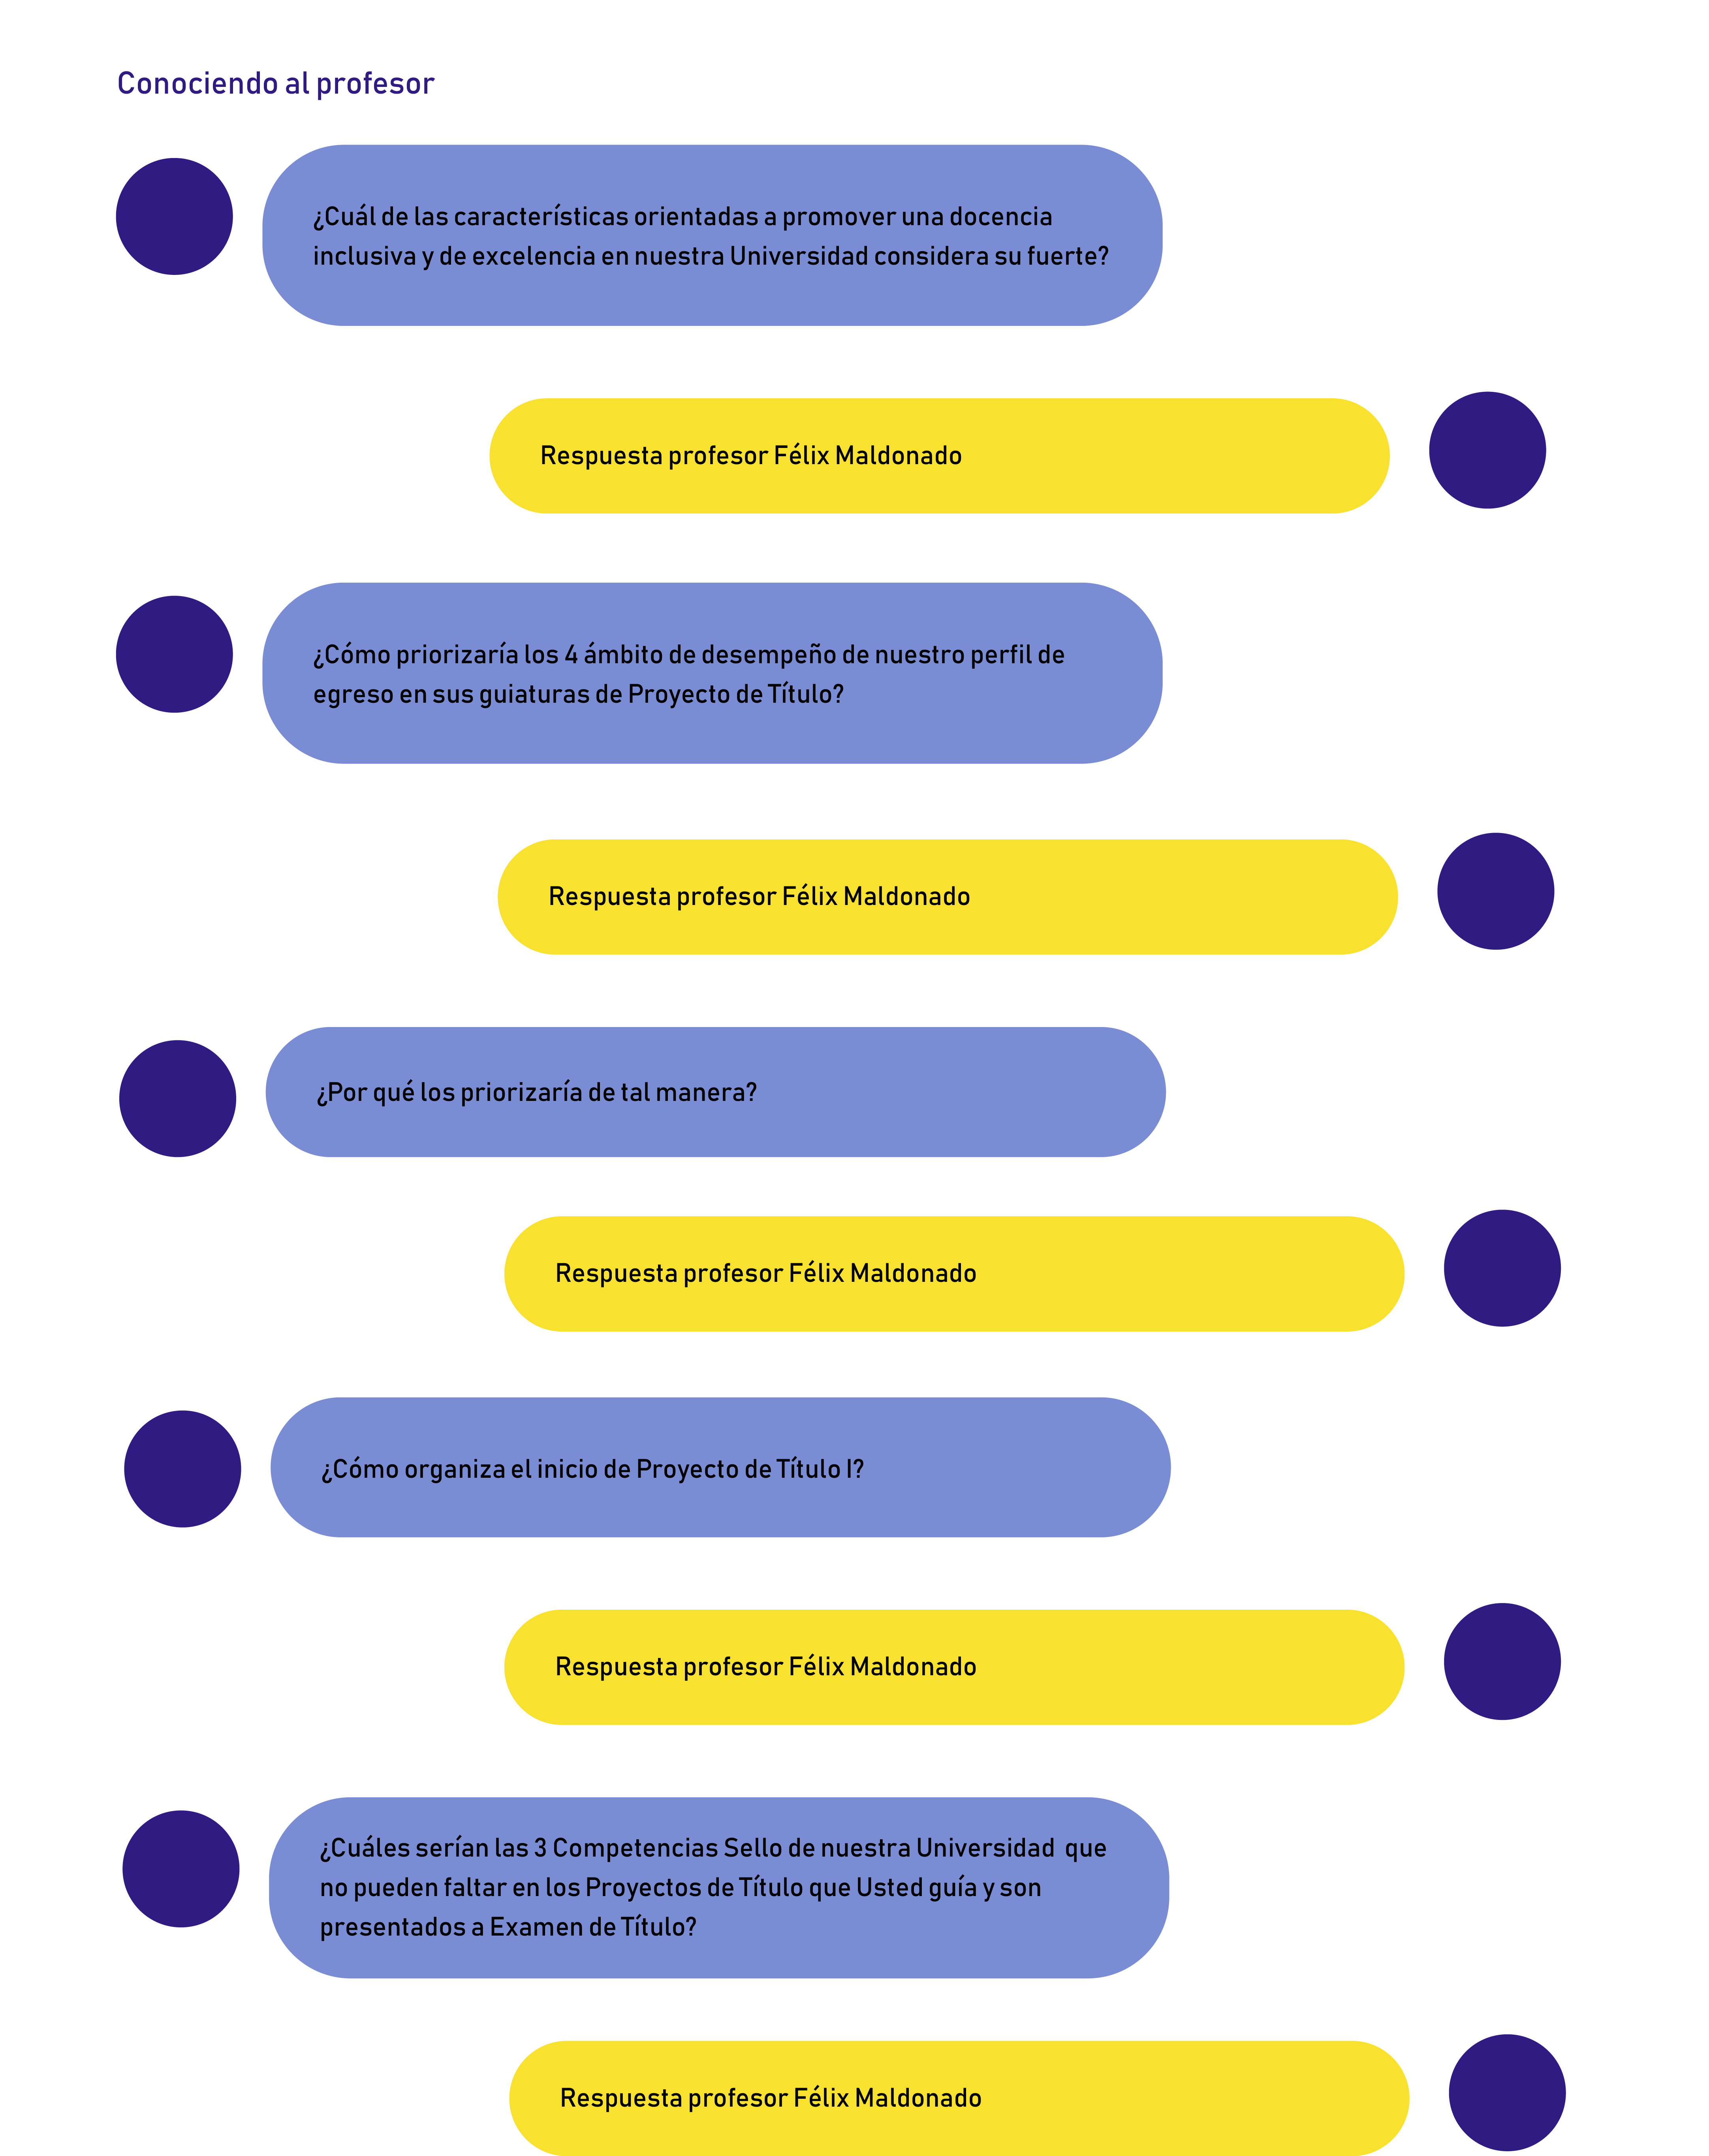 Conociendo al profesor
¿Cuál de las características orientadas a promover una docencia
inclusiva y de excelencia en nuestra Universidad considera su fuerte?
Respuesta profesor Félix Maldonado
¿Cómo priorizaría los 4 ámbito de desempeño de nuestro perfil de
egreso en sus guiaturas de Proyecto de Título?
Respuesta profesor Félix Maldonado
¿Por qué los priorizaría de tal manera?
Respuesta profesor Félix Maldonado
¿Cómo organiza el inicio de Proyecto de Título I?
Respuesta profesor Félix Maldonado
¿Cuáles serían las 3 Competencias Sello de nuestra Universidad  que
no pueden faltar en los Proyectos de Título que Usted guía y son
presentados a Examen de Título?
Respuesta profesor Félix Maldonado